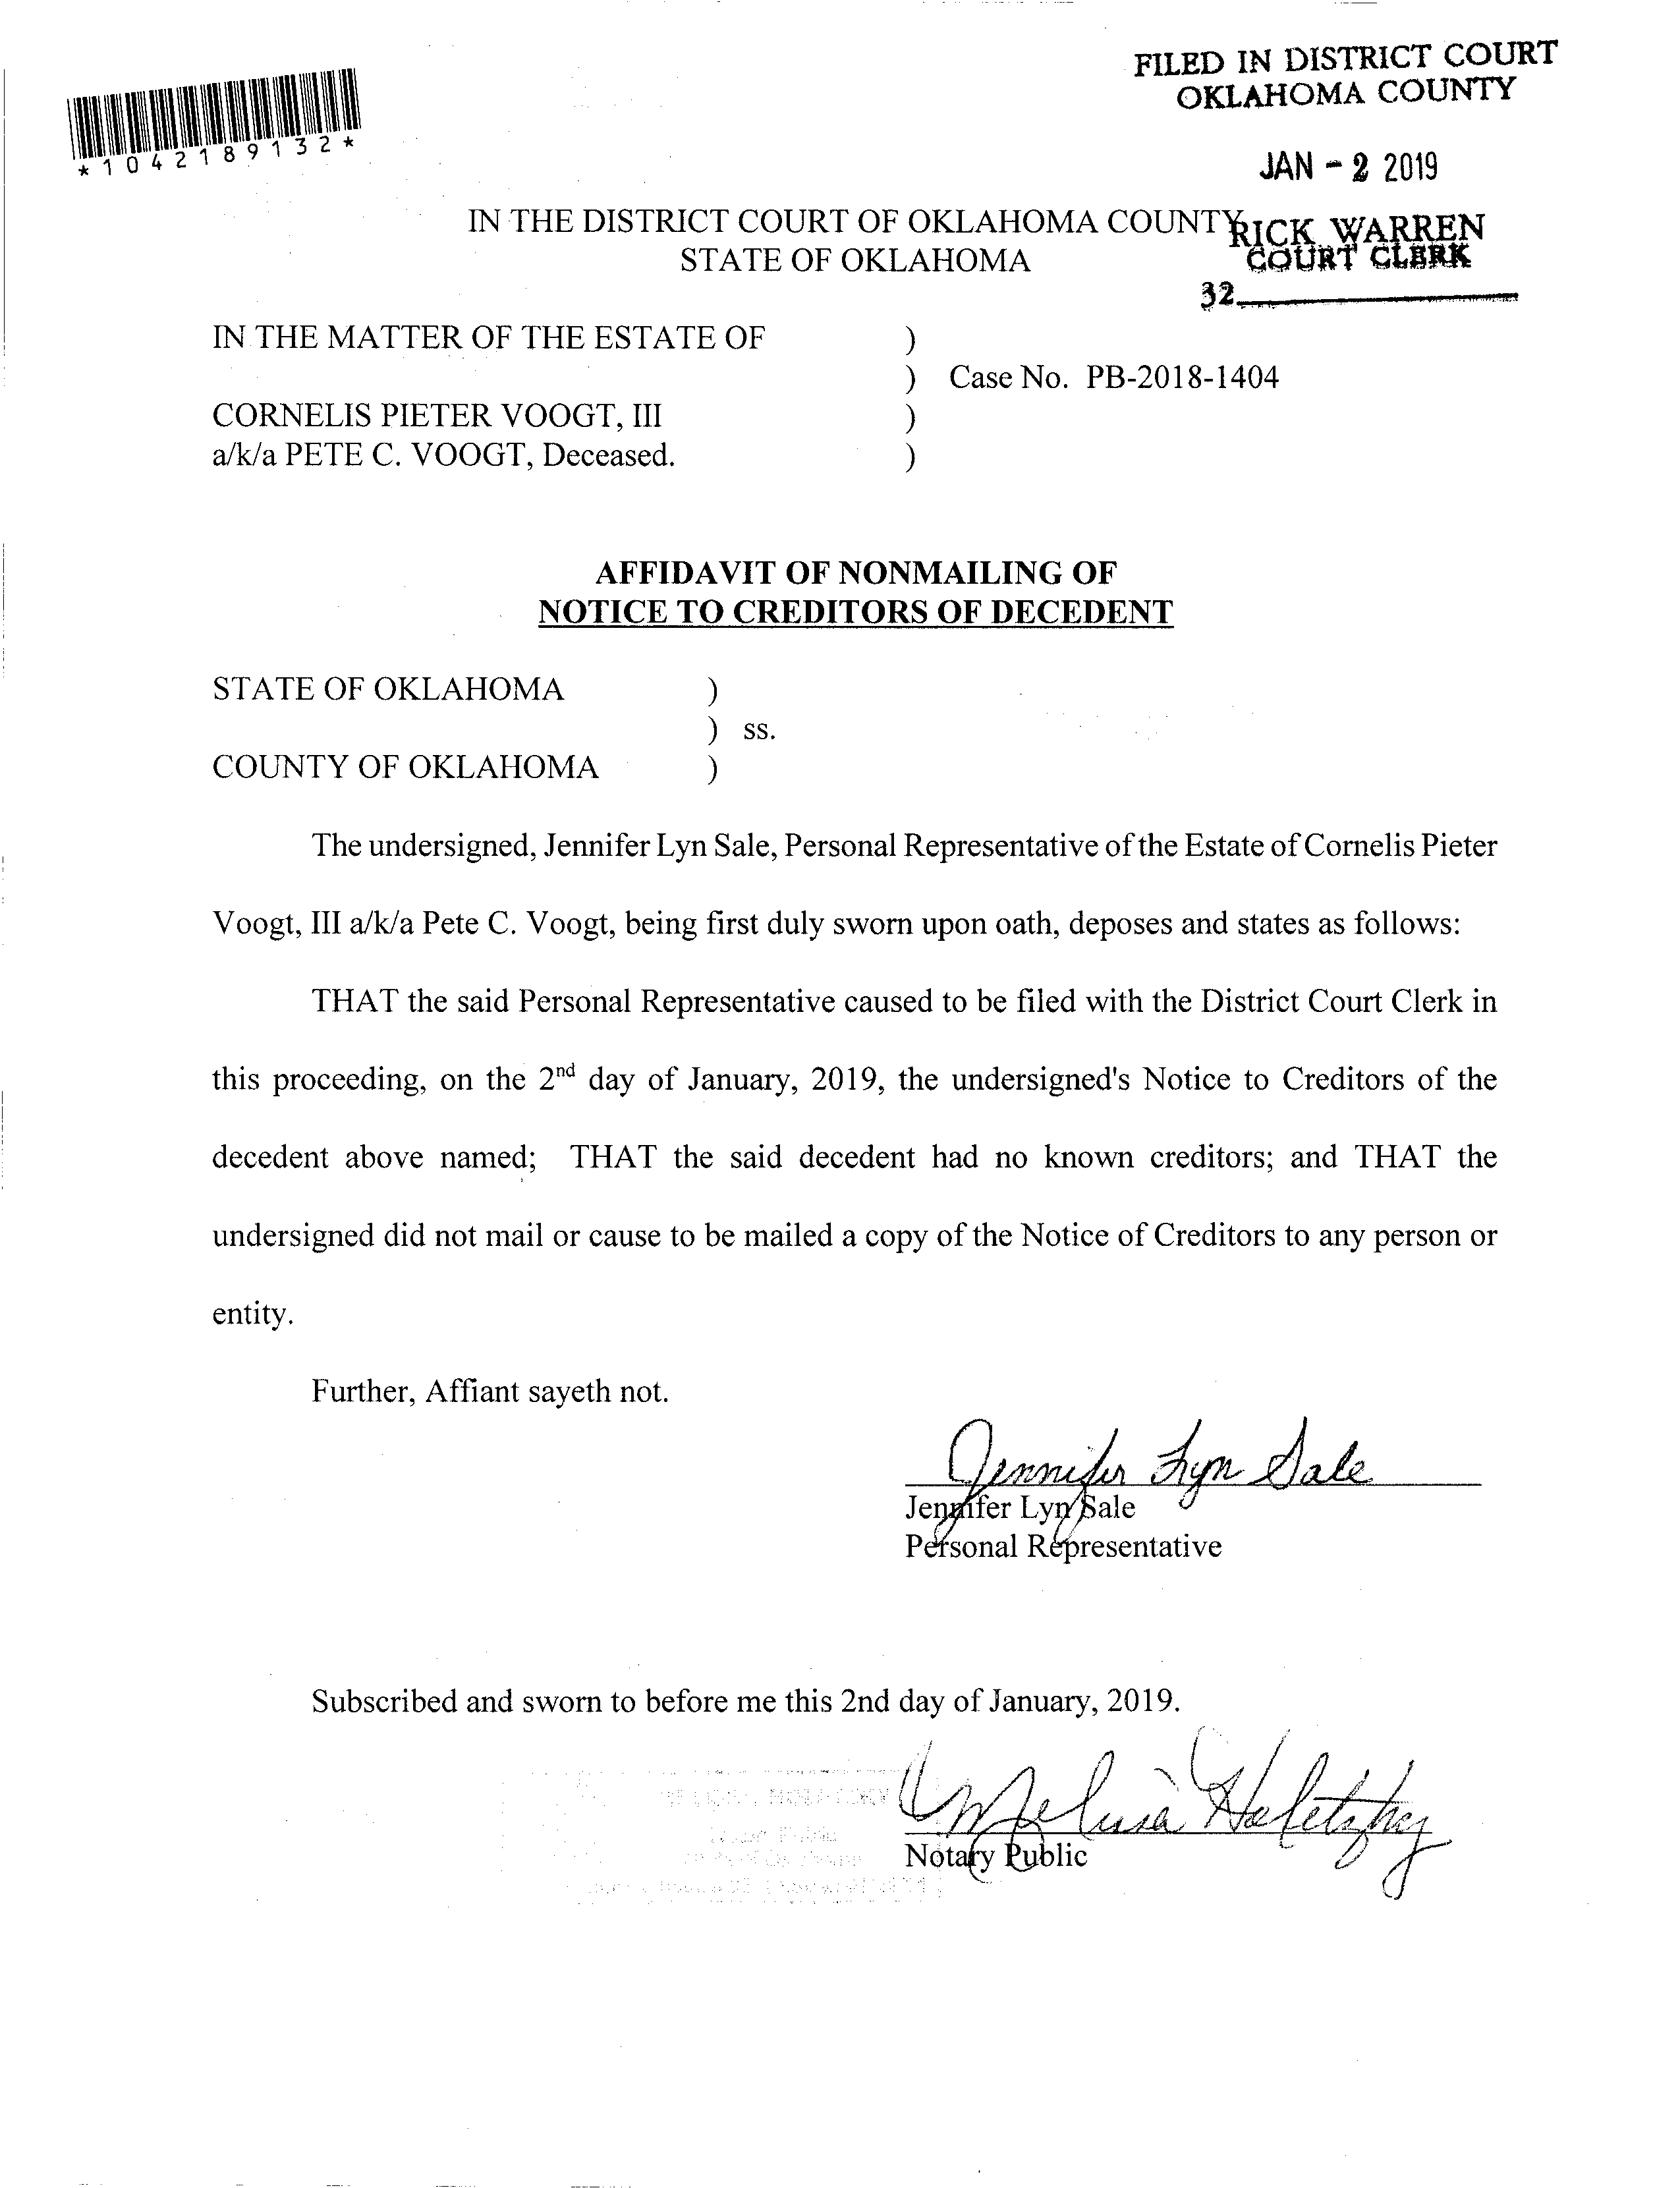 FILED IN DISTRICT COURT
OKLAHOMA COUNTY
*1042189132*
JAN - 2 2019
IN THE DISTRICT COURT OF OKLAHOMA COUNTY
STATE OF OKLAHOMA
RICK WARREN
COURT CLERK
32
IN THE MATTER OF THE ESTATE OF )
) Case No. PB-2018-1404
CORNELIS PIETER VOOGT, III )
a/k/a PETE C. VOOGT, Deceased. )
AFFIDAVIT OF NONMAILING OF
NOTICE TO CREDITORS OF DECEDENT
STATE OF OKLAHOMA )
) ss.
COUNTY OF OKLAHOMA )
The undersigned, Jennifer Lyn Sale, Personal Representative of the Estate of Cornelis Pieter
Voogt, III a/k/a Pete C. Voogt, being first duly sworn upon oath, deposes and states as follows:
THAT the said Personal Representative caused to be filed with the District Court Clerk in
this proceeding, on the 2nd day of January, 2019, the undersigned's Notice to Creditors of the
decedent above named; THAT the said decedent had no known creditors; and THAT the
undersigned did not mail or cause to be mailed a copy of the Notice of Creditors to any person or
entity.
Further, Affiant sayeth not.
Jennifer Lyn Sale
Jennifer Lyn Sale
Personal Representative
Subscribed and sworn to before me this 2nd day of January, 2019.
Notary Public